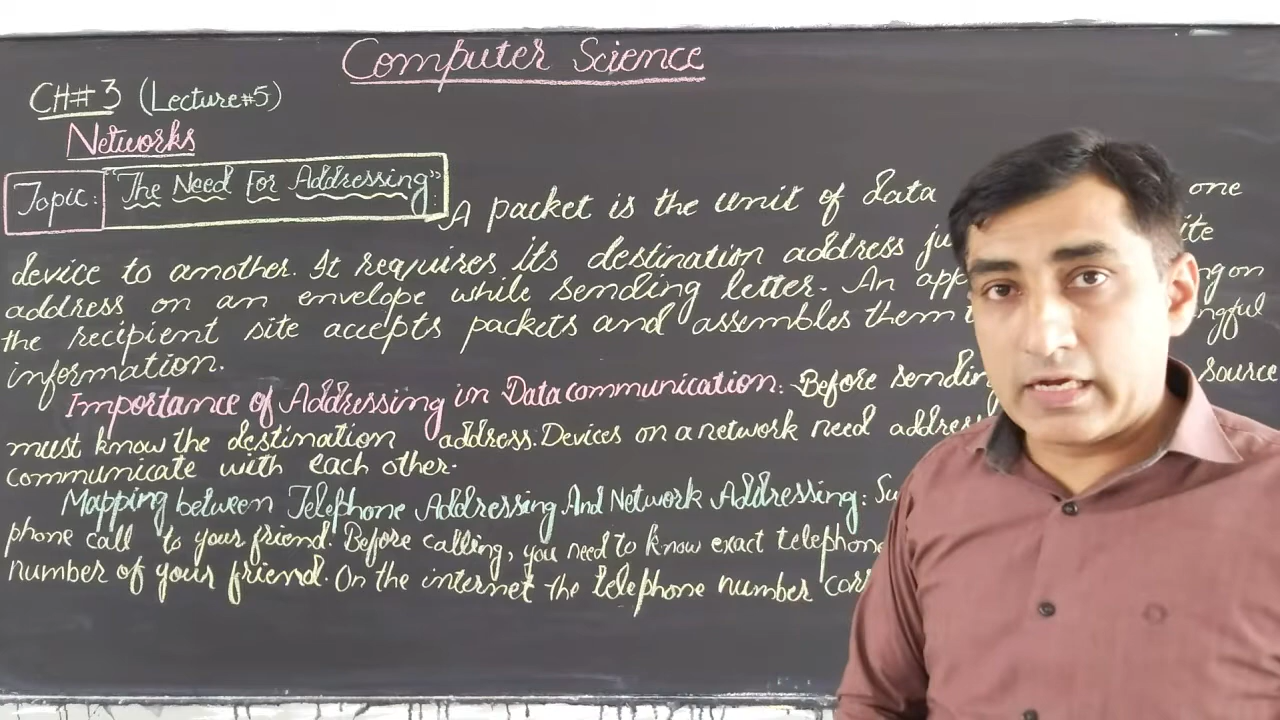 Computer Science
CH#3 (Lecture#5)
Networks
Topic: "The Need For Addressing"
A packet is the unit of data one
device to another. It requires its destination address
address on an envelope while sending letter. An on
the recipient site accepts packets and assembles them
information.
Importance of Addressing in Data communication: Before source
must know the destination address. Devices on a network need
communicate with each other.
Mapping between Telephone Addressing And Network Addressing:
phone call to your friend. Before calling, you need to know exact telephone
number of your friend. On the internet the telephone number